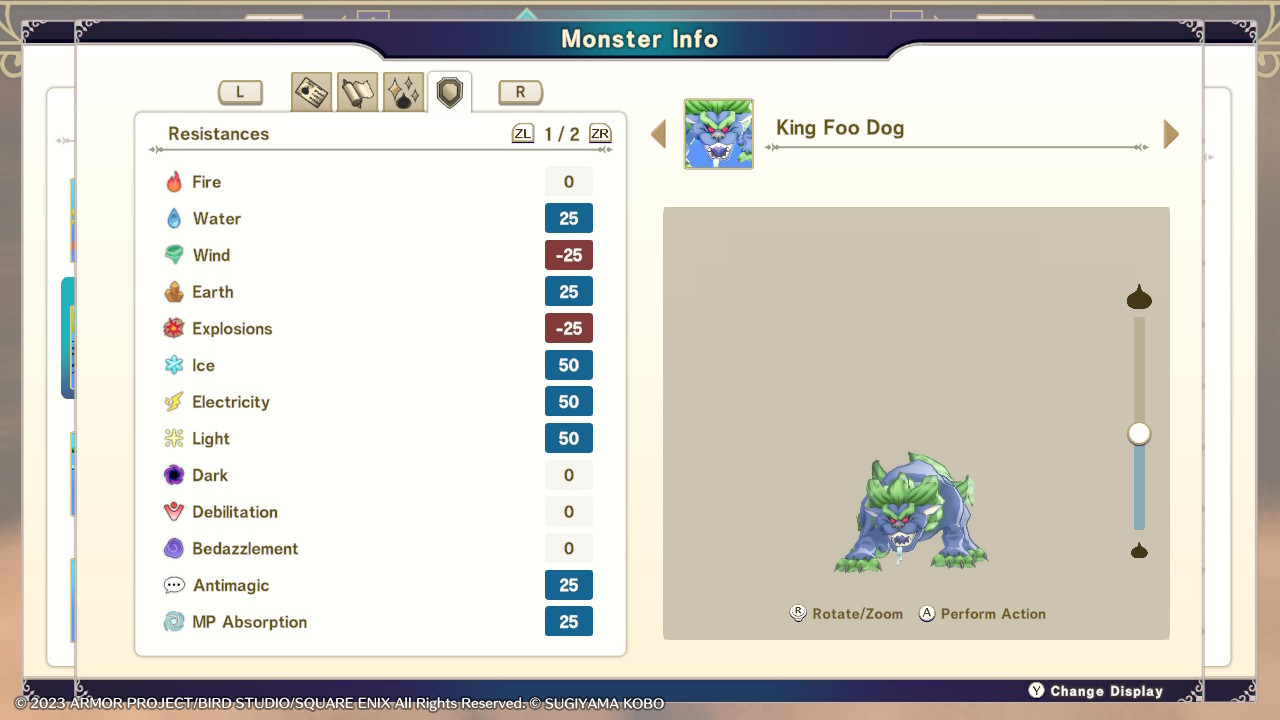 Monster Info
L
R
Resistances
ZL 1 / 2 ZR
Fire 0
Water 25
Wind -25
Earth 25
Explosions -25
Ice 50
Electricity 50
Light 50
Dark 0
Debilitation 0
Bedazzlement 0
Antimagic 25
MP Absorption 25
King Foo Dog
R Rotate/Zoom A Perform Action
Y Change Display
© 2023 ARMOR PROJECT/BIRD STUDIO/SQUARE ENIX All Rights Reserved. © SUGIYAMA KOBO